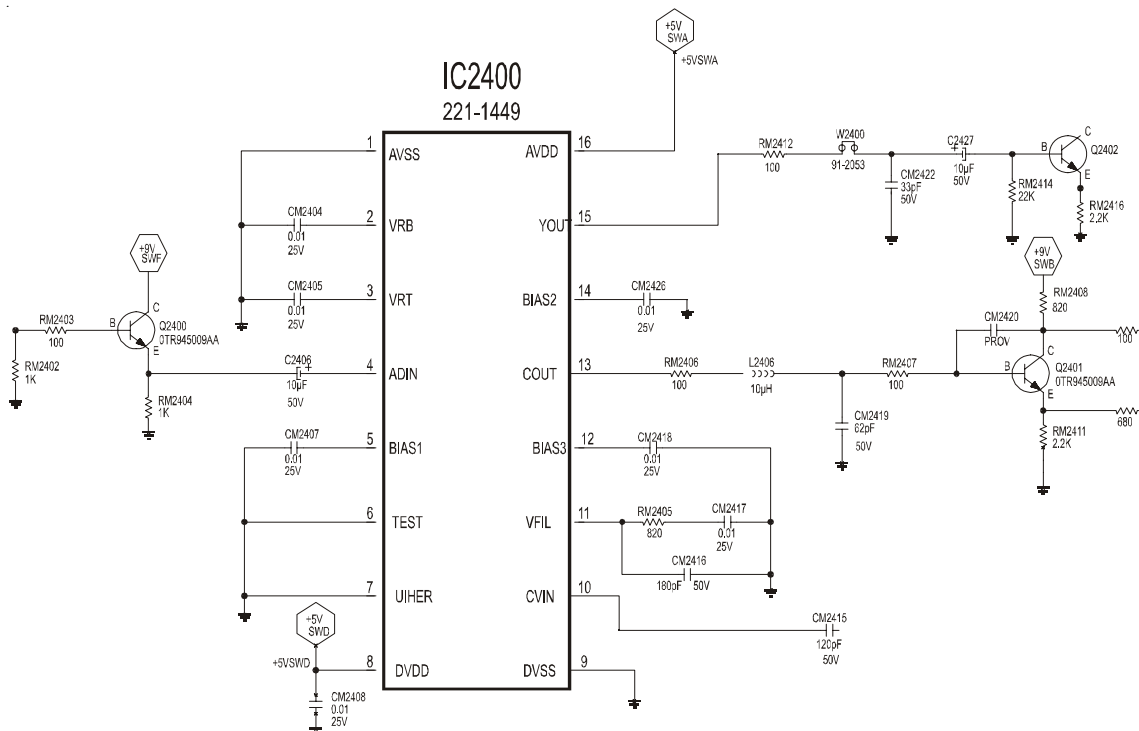 +5V
SWA
+5VSWA
IC2400
221-1449
1
AVSS
AVDD
16
RM2412
100
W2400
91-2053
C2427
+
10µF
50V
B
C
E
Q2402
CM2422
33pF
50V
RM2414
22K
RM2416
2.2K
CM2404
0.01
25V
2
VRB
YOUT
15
+9V
SWF
+9V
SWB
CM2405
0.01
25V
3
VRT
BIAS2
14
CM2426
0.01
25V
RM2408
820
CM2420
PROV
100
RM2403
100
B
C
E
Q2400
0TR945009AA
RM2402
1K
RM2404
1K
C2406
+
10µF
50V
4
ADIN
COUT
13
RM2406
100
L2406
10µH
RM2407
100
B
C
E
Q2401
0TR945009AA
CM2419
62pF
50V
680
RM2411
2.2K
CM2407
0.01
25V
5
BIAS1
BIAS3
12
CM2418
0.01
25V
6
TEST
VFIL
11
RM2405
820
CM2417
0.01
25V
CM2416
180pF
50V
7
UIHER
CVIN
10
CM2415
120pF
50V
+5V
SWD
+5VSWD
8
DVDD
DVSS
9
CM2408
0.01
25V